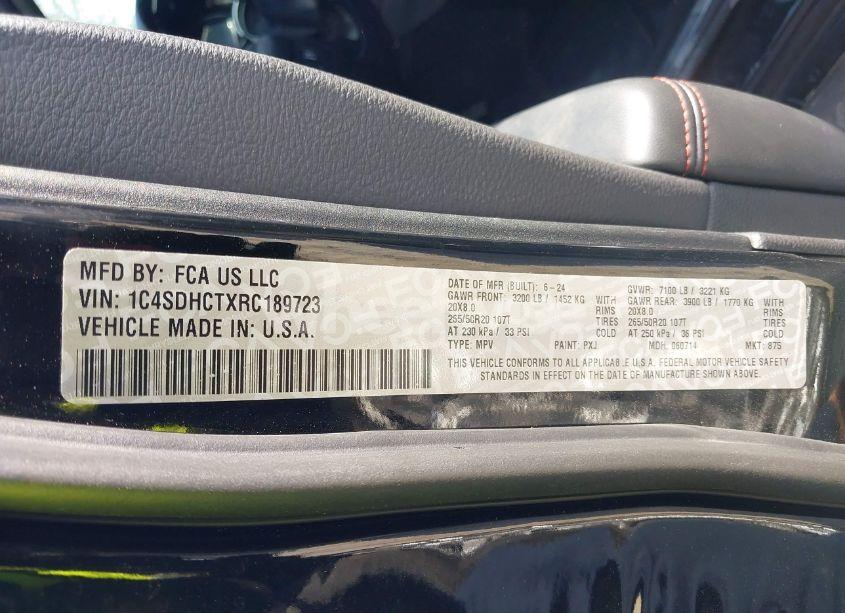 MFD BY: FCA US LLC
VIN: 1C4SDHCTXRC189723
VEHICLE MADE IN: U.S.A.
DATE OF MFR (BUILT): 6-24 GVWR: 7100 LB / 3221 KG
GAWR FRONT: 3200 LB / 1452 KG WITH GAWR REAR: 3900 LB / 1770 KG WITH
20X8.0 RIMS 20X8.0 RIMS
265/50R20 107T TIRES 265/50R20 107T TIRES
AT 230 kPa / 33 PSI COLD AT 250 kPa / 36 PSI COLD
TYPE: MPV PAINT: PXJ MDH: 060714 MKT: 875
THIS VEHICLE CONFORMS TO ALL APPLICABLE U.S.A. FEDERAL MOTOR VEHICLE SAFETY
STANDARDS IN EFFECT ON THE DATE OF MANUFACTURE SHOWN ABOVE.